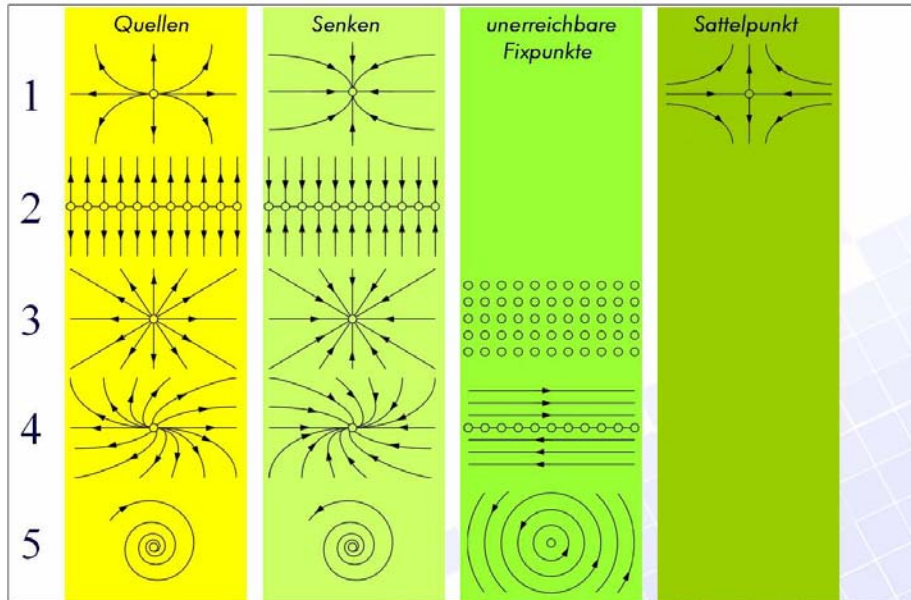 Quellen
Senken
unerreichbare
Fixpunkte
Sattelpunkt
1
2
3
4
5